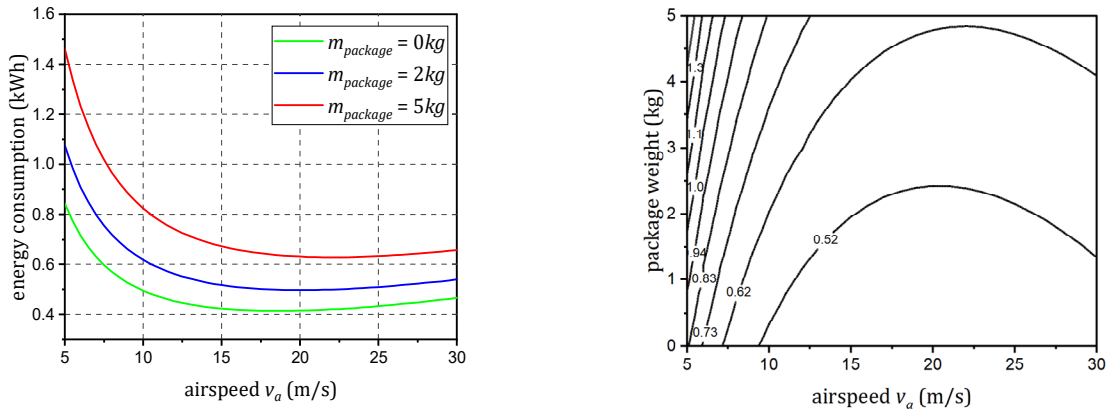 1.6
1.4
1.2
1.0
0.8
0.6
0.4
energy consumption (kWh)
m_package = 0kg
m_package = 2kg
m_package = 5kg
5 10 15 20 25 30
airspeed v_a (m/s)
5
4
3
2
1
0
package weight (kg)
1.3
1.1
1.0
0.94
0.83
0.73
0.62
0.52
5 10 15 20 25 30
airspeed v_a (m/s)